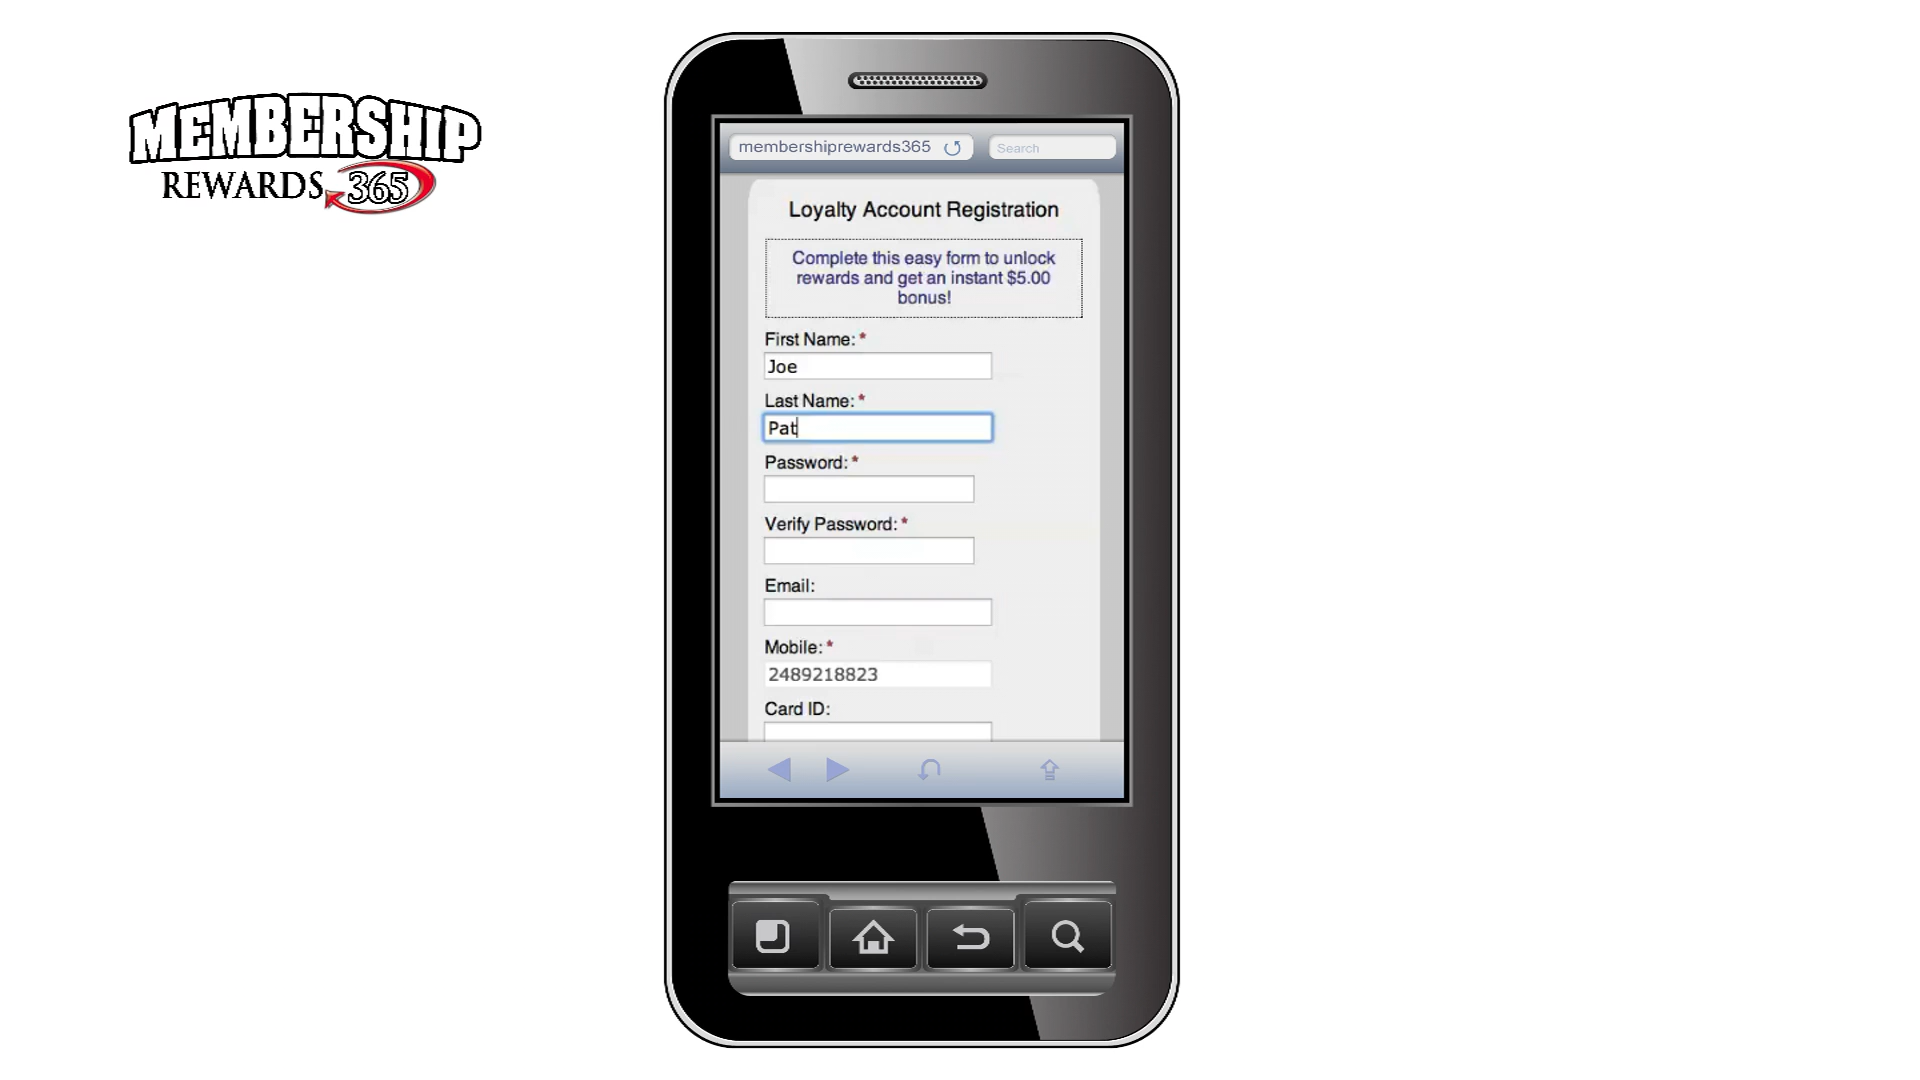 MEMBERSHIP
REWARDS 365
membershiprewards365
Search
Loyalty Account Registration
Complete this easy form to unlock
rewards and get an instant $5.00
bonus!
First Name: *
Joe
Last Name: *
Pat
Password: *
Verify Password: *
Email:
Mobile: *
2489218823
Card ID: